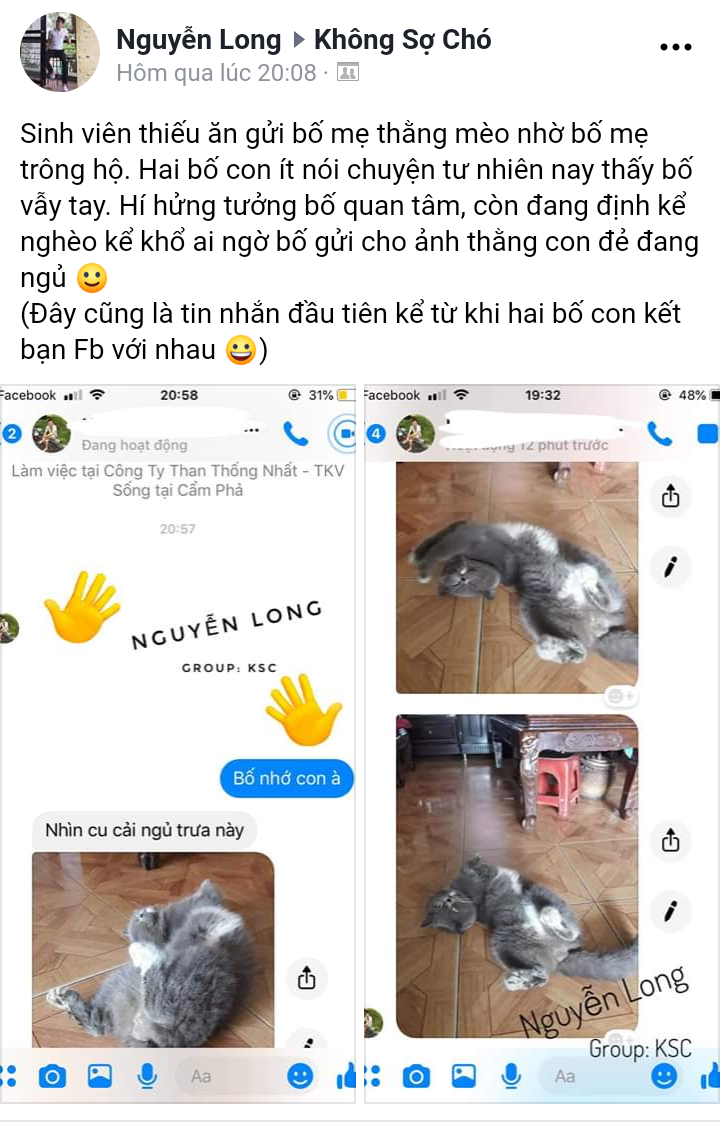 Nguyễn Long ▸ Không Sợ Chó
Hôm qua lúc 20:08 ·
Sinh viên thiếu ăn gửi bố mẹ thằng mèo nhờ bố mẹ
trông hộ. Hai bố con ít nói chuyện tư nhiên nay thấy bố
vẫy tay. Hí hửng tưởng bố quan tâm, còn đang định kể
nghèo kể khổ ai ngờ bố gửi cho ảnh thằng con đẻ đang
ngủ 🙂
(Đây cũng là tin nhắn đầu tiên kể từ khi hai bố con kết
bạn Fb với nhau 😀)
Facebook 20:58 31%
2
...
Đang hoạt động
Làm việc tại Công Ty Than Thống Nhất - TKV
Sống tại Cẩm Phả
20:57
NGUYỄN LONG
GROUP: KSC
Bố nhớ con à
Nhìn cu cải ngủ trưa này
Aa
Facebook 19:32 48%
4
động 12 phút trước
Nguyễn Long
Group: KSC
Aa